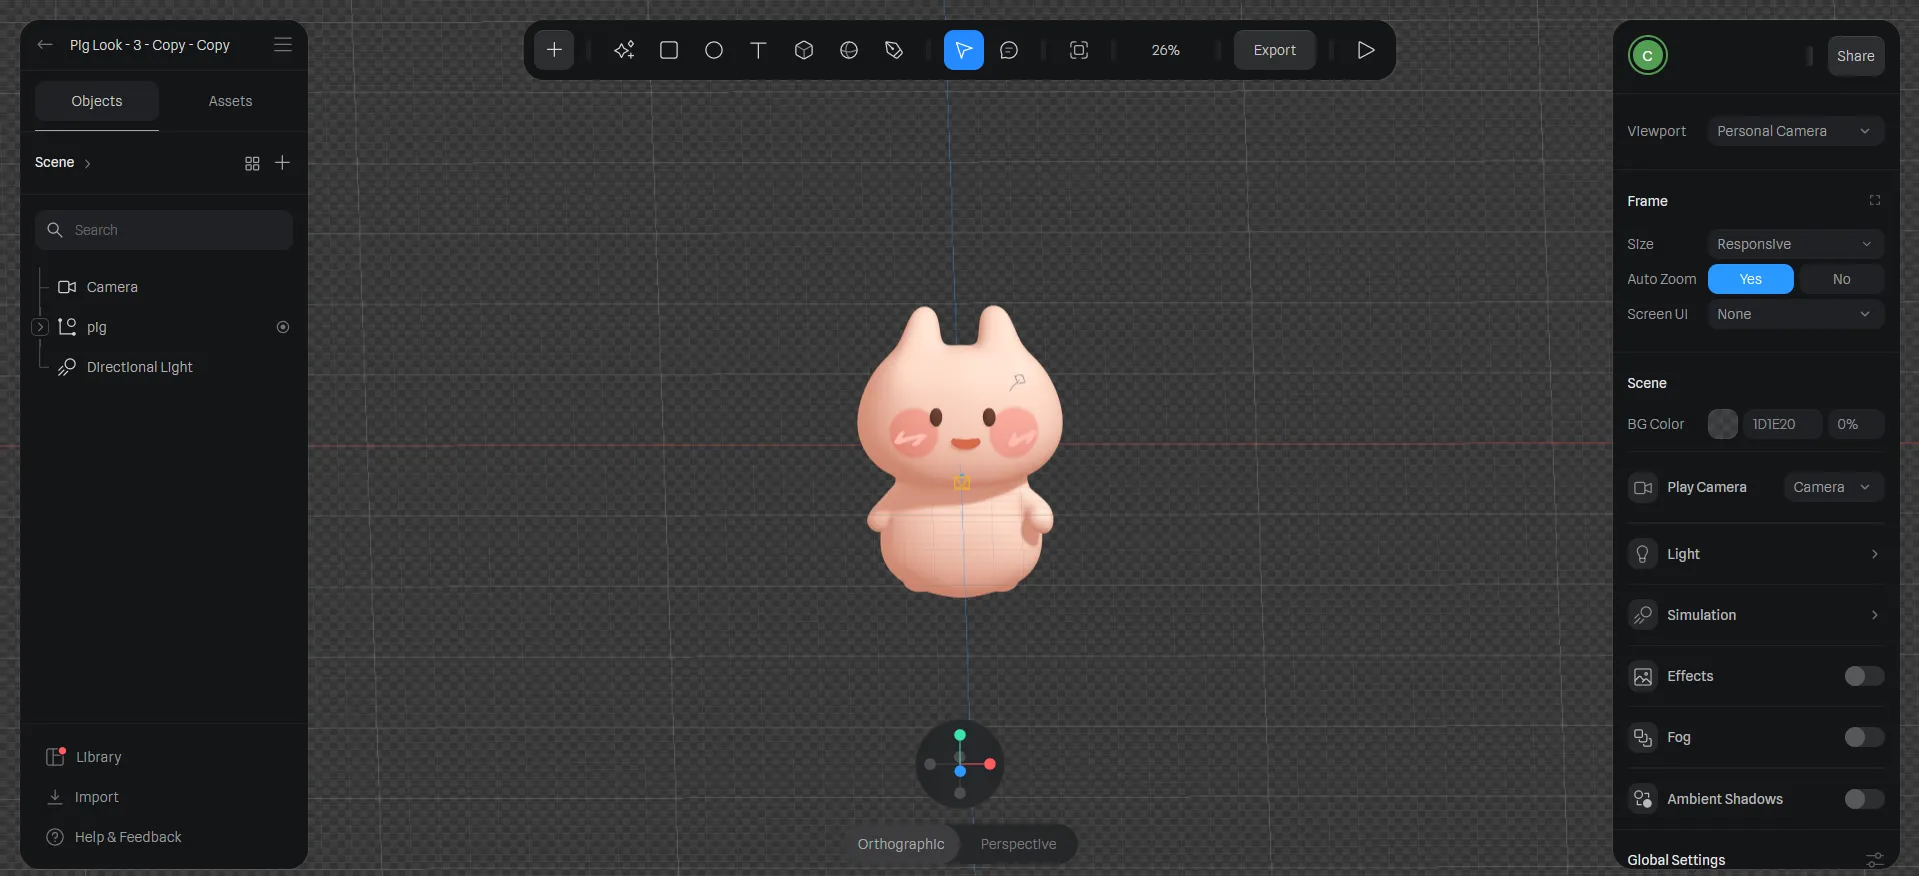 Pig Look - 3 - Copy - Copy
Objects
Assets
Scene
Search
Camera
pig
Directional Light
Library
Import
Help & Feedback
26%
Export
Orthographic
Perspective
C
Share
Viewport
Personal Camera
Frame
Size
Responsive
Auto Zoom
Yes
No
Screen UI
None
Scene
BG Color
1D1E20
0%
Play Camera
Camera
Light
Simulation
Effects
Fog
Ambient Shadows
Global Settings